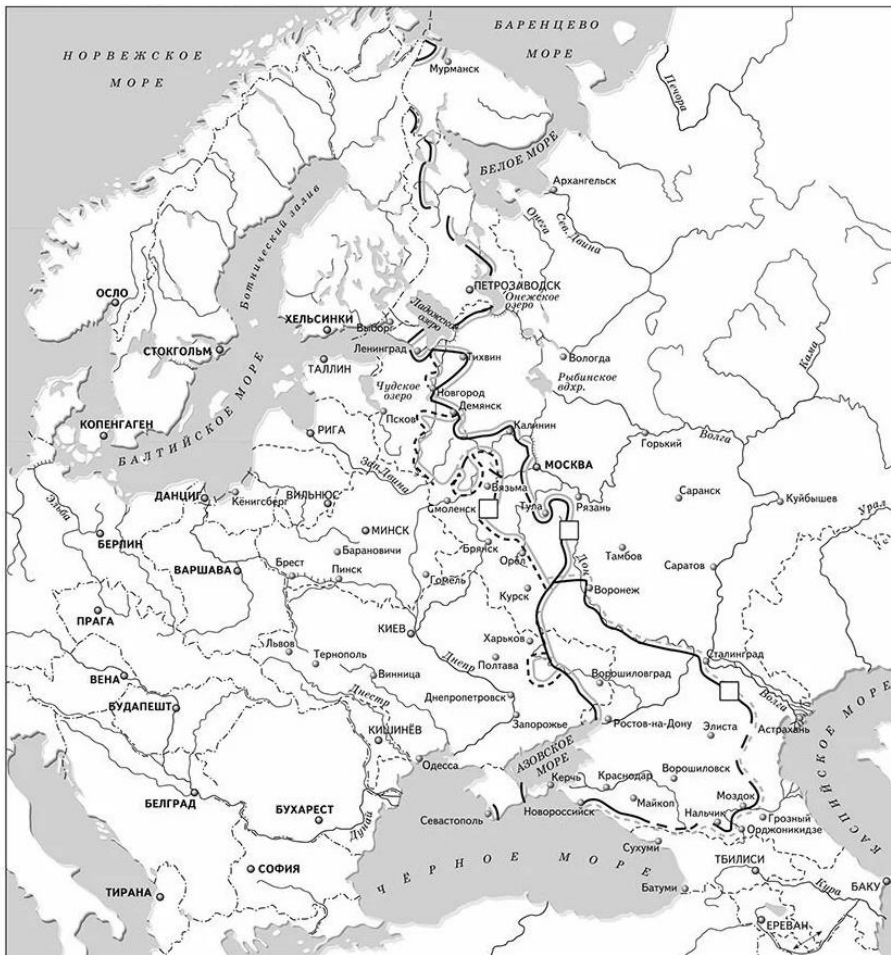 БАРЕНЦЕВО
МОРЕ
НОРВЕЖСКОЕ
МОРЕ
Мурманск
Печора
БЕЛОЕ МОРЕ
Архангельск
Онега
Сев. Двина
Ботнический залив
ПЕТРОЗАВОДСК
Онежское
озеро
ОСЛО
Ладожское
озеро
ХЕЛЬСИНКИ
Выборг
СТОКГОЛЬМ
Ленинград
Тихвин
Вологда
ТАЛЛИН
Кама
Чудское
озеро
Рыбинское
вдхр.
Новгород
Демянск
Псков
КОПЕНГАГЕН
БАЛТИЙСКОЕ МОРЕ
РИГА
Калинин
Волга
Горький
МОСКВА
Зап. Двина
Эльба
ДАНЦИГ
Кёнигсберг
ВИЛЬНЮС
Вязьма
Смоленск
Тула
Рязань
Саранск
Куйбышев
Урал
БЕРЛИН
МИНСК
Барановичи
Брянск
Орёл
Дон
Тамбов
ВАРШАВА
Брест
Пинск
Гомель
Саратов
Курск
Воронеж
ПРАГА
КИЕВ
Львов
Тернополь
Харьков
Днепр
Полтава
Сталинград
ВЕНА
Винница
Ворошиловград
Волга
Днестр
Днепропетровск
БУДАПЕШТ
Запорожье
Ростов-на-Дону
Элиста
Астрахань
КИШИНЁВ
АЗОВСКОЕ
МОРЕ
Одесса
Керчь
Краснодар
Ворошиловск
КАСПИЙСКОЕ МОРЕ
БЕЛГРАД
БУХАРЕСТ
Дунай
Севастополь
Новороссийск
Майкоп
Моздок
Нальчик
Грозный
Орджоникидзе
Сухуми
СОФИЯ
ЧЁРНОЕ МОРЕ
ТБИЛИСИ
ТИРАНА
Батуми
Кура
БАКУ
ЕРЕВАН